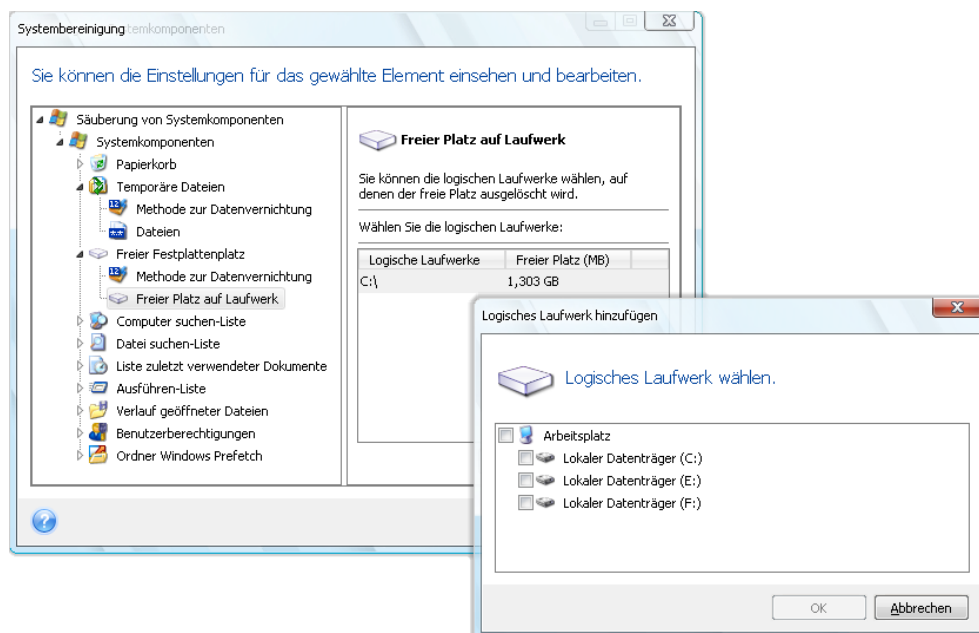 Systembereinigung temkomponenten
Sie können die Einstellungen für das gewählte Element einsehen und bearbeiten.
Säuberung von Systemkomponenten
Systemkomponenten
Papierkorb
Temporäre Dateien
Methode zur Datenvernichtung
Dateien
Freier Festplattenplatz
Methode zur Datenvernichtung
Freier Platz auf Laufwerk
Computer suchen-Liste
Datei suchen-Liste
Liste zuletzt verwendeter Dokumente
Ausführen-Liste
Verlauf geöffneter Dateien
Benutzerberechtigungen
Ordner Windows Prefetch
Freier Platz auf Laufwerk
Sie können die logischen Laufwerke wählen, auf
denen der freie Platz ausgelöscht wird.
Wählen Sie die logischen Laufwerke:
Logische Laufwerke Freier Platz (MB)
C:\ 1,303 GB
Logisches Laufwerk hinzufügen
Logisches Laufwerk wählen.
Arbeitsplatz
Lokaler Datenträger (C:)
Lokaler Datenträger (E:)
Lokaler Datenträger (F:)
OK Abbrechen